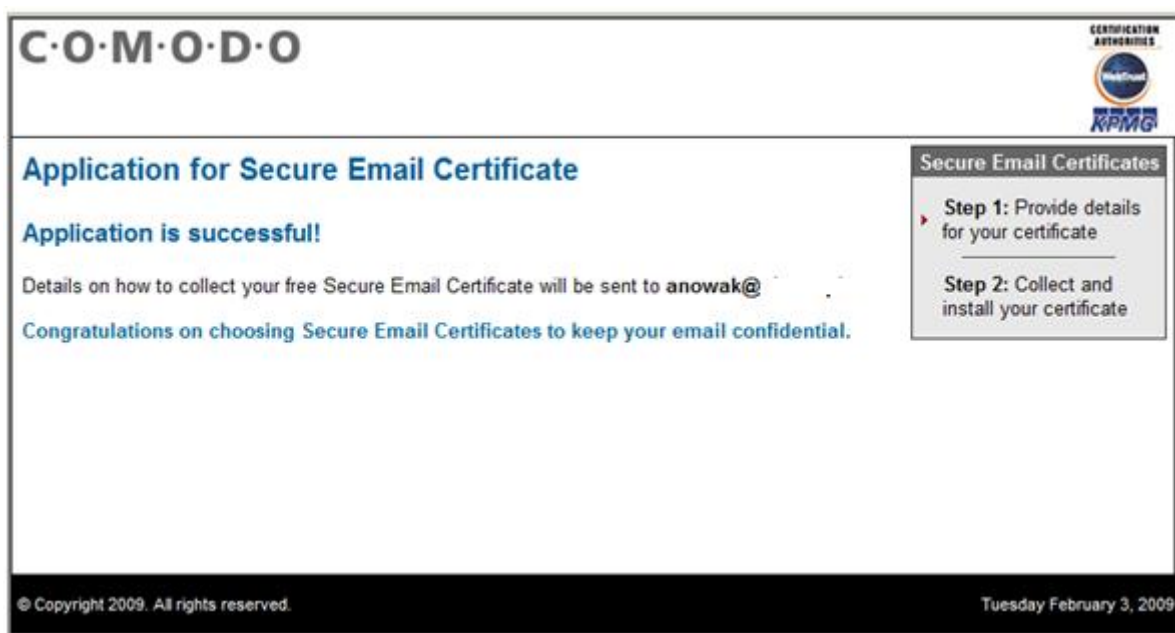 C·O·M·O·D·O
CERTIFICATION
AUTHORITIES
WebTrust
KPMG
Application for Secure Email Certificate
Application is successful!
Details on how to collect your free Secure Email Certificate will be sent to anowak@
Congratulations on choosing Secure Email Certificates to keep your email confidential.
Secure Email Certificates
Step 1: Provide details
for your certificate
Step 2: Collect and
install your certificate
© Copyright 2009. All rights reserved.
Tuesday February 3, 2009